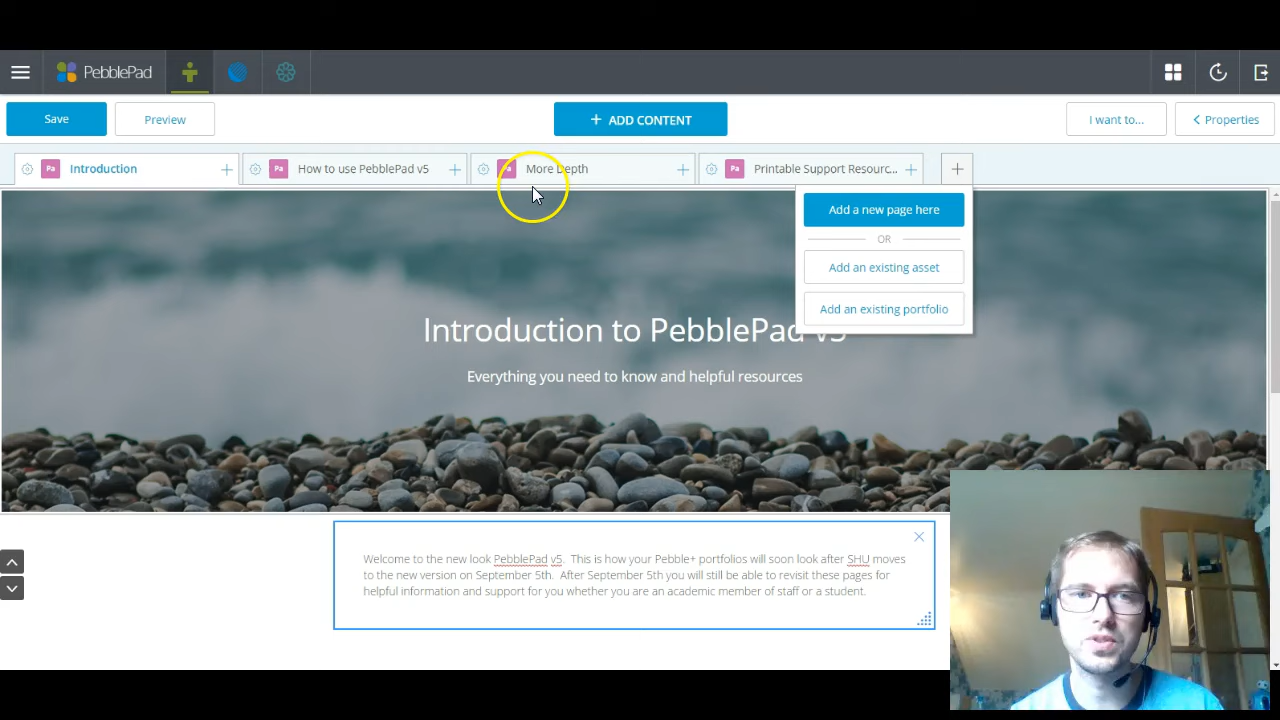 PebblePad
Save
Preview
+ ADD CONTENT
I want to...
< Properties
Pa Introduction +
Pa How to use PebblePad v5 +
Pa More Depth +
Pa Printable Support Resourc... +
+
Add a new page here
OR
Add an existing asset
Add an existing portfolio
Introduction to PebblePad v5
Everything you need to know and helpful resources
Welcome to the new look PebblePad v5. This is how your Pebble+ portfolios will soon look after SHU moves
to the new version on September 5th. After September 5th you will still be able to revisit these pages for
helpful information and support for you whether you are an academic member of staff or a student.